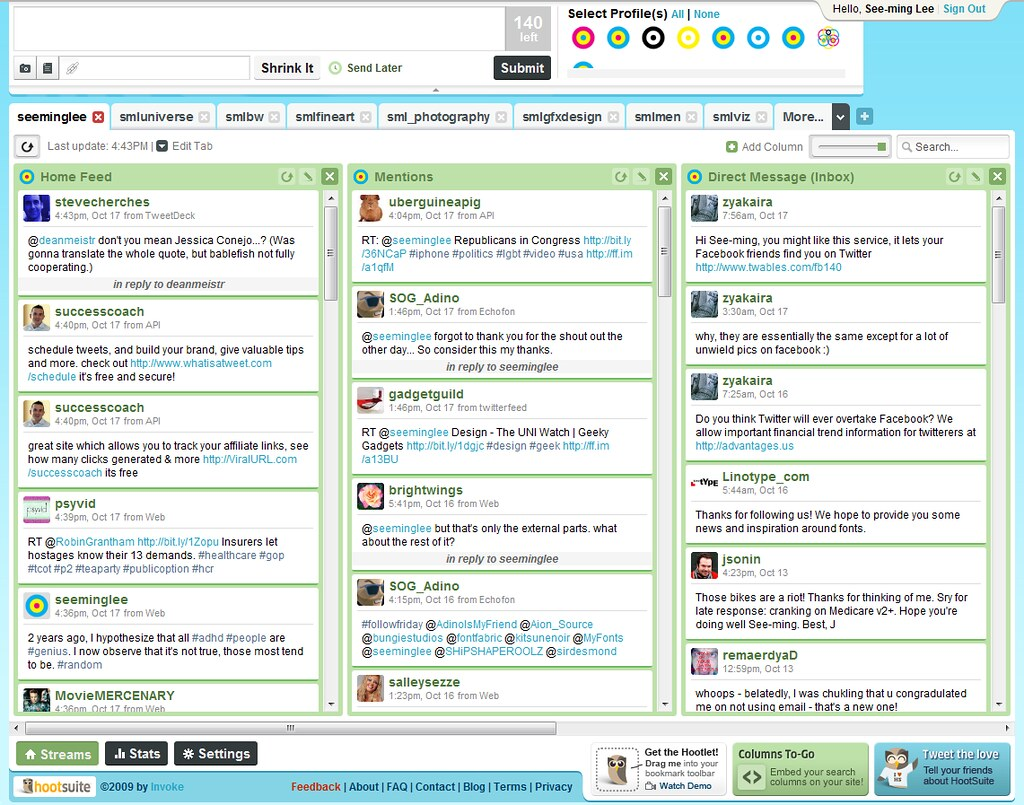 Hello, See-ming Lee | Sign Out
140
left
Select Profile(s) All | None
Shrink It
Send Later
Submit
seeminglee
smluniverse
smlbw
smlfineart
sml_photography
smlgfxdesign
smlmen
smlviz
More...
Last update: 4:43PM | Edit Tab
Add Column
Search...
Home Feed
stevecherches
4:43pm, Oct 17 from TweetDeck
@deanmeistr don't you mean Jessica Conejo...? (Was
gonna translate the whole quote, but bablefish not fully
cooperating.)
in reply to deanmeistr
successcoach
4:40pm, Oct 17 from API
schedule tweets, and build your brand, give valuable tips
and more. check out http://www.whatisatweet.com
/schedule it's free and secure!
successcoach
4:40pm, Oct 17 from API
great site which allows you to track your affiliate links, see
how many clicks generated & more http://ViralURL.com
/successcoach its free
psyvid
psyvid
4:39pm, Oct 17 from Web
RT @RobinGrantham http://bit.ly/1Zopu Insurers let
hostages know their 13 demands. #healthcare #gop
#tcot #p2 #teaparty #publicoption #hcr
seeminglee
4:36pm, Oct 17 from Web
2 years ago, I hypothesize that all #adhd #people are
#genius. I now observe that it's not true, those most tend
to be. #random
MovieMERCENARY
4:36pm, Oct 17 from Web
Mentions
uberguineapig
4:04pm, Oct 17 from API
RT: @seeminglee Republicans in Congress http://bit.ly
/36NCaP #iphone #politics #lgbt #video #usa http://ff.im
/a1qfM
SOG_Adino
1:46pm, Oct 17 from Echofon
@seeminglee forgot to thank you for the shout out the
other day... So consider this my thanks.
in reply to seeminglee
gadgetguild
1:46pm, Oct 17 from twitterfeed
RT @seeminglee Design - The UNI Watch | Geeky
Gadgets http://bit.ly/1dgjc #design #geek http://ff.im
/a13BU
brightwings
5:41pm, Oct 16 from Web
@seeminglee but that's only the external parts. what
about the rest of it?
in reply to seeminglee
SOG_Adino
4:15pm, Oct 16 from Echofon
#followfriday @AdinoIsMyFriend @Aion_Source
@bungiestudios @fontfabric @kitsunenoir @MyFonts
@seeminglee @SHiPSHAPEROOLZ @sirdesmond
salleysezze
1:23pm, Oct 16 from Web
Direct Message (Inbox)
zyakaira
7:56am, Oct 17
Hi See-ming, you might like this service, it lets your
Facebook friends find you on Twitter
http://www.twables.com/fb140
zyakaira
3:30am, Oct 17
why, they are essentially the same except for a lot of
unwield pics on facebook :)
zyakaira
7:25am, Oct 16
Do you think Twitter will ever overtake Facebook? We
allow important financial trend information for twitterers at
http://advantages.us
Linotype_com
5:44am, Oct 16
Thanks for following us! We hope to provide you some
news and inspiration around fonts.
jsonin
4:23pm, Oct 13
Those bikes are a riot! Thanks for thinking of me. Sry for
late response: cranking on Medicare v2+. Hope you're
doing well See-ming. Best, J
remaerdyaD
12:59pm, Oct 13
whoops - belatedly, I was chukling that u congradulated
me on not using email - that's a new one!
Streams
Stats
Settings
Get the Hootlet!
Drag me into your
bookmark toolbar
Watch Demo
Columns To-Go
Embed your search
columns on your site!
Tweet the love
Tell your friends
about HootSuite
hootsuite ©2009 by Invoke
Feedback | About | FAQ | Contact | Blog | Terms | Privacy